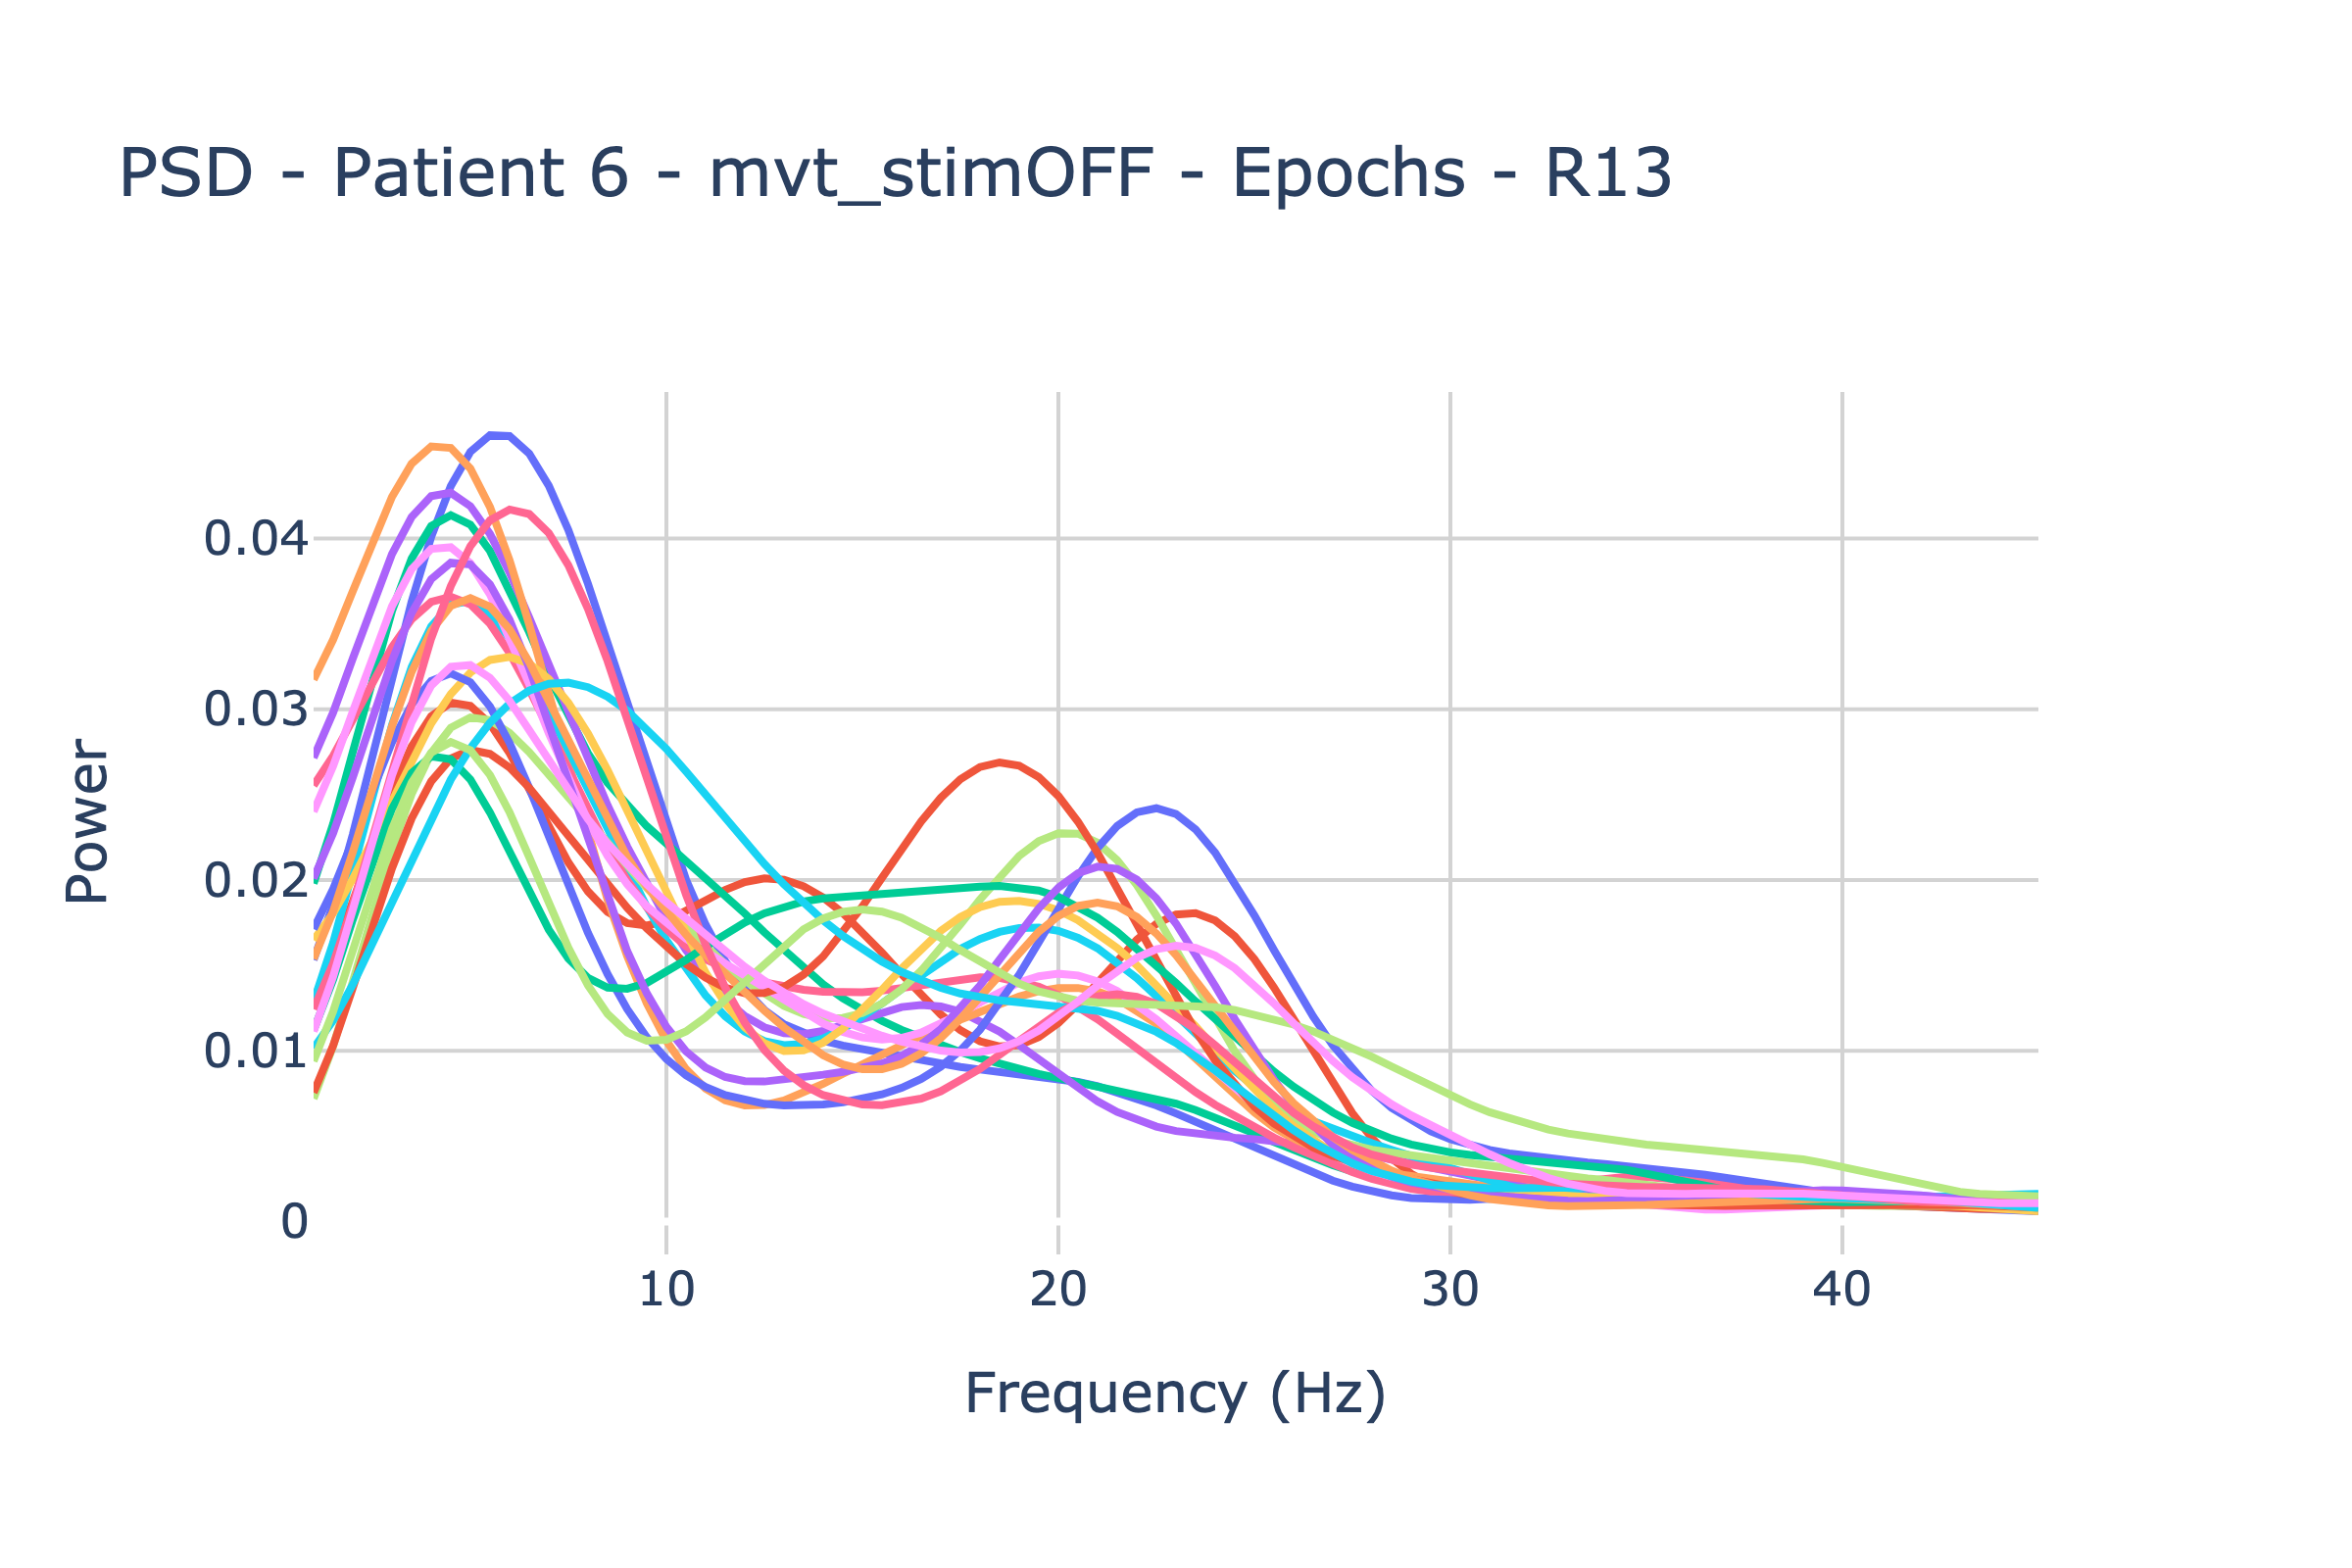 PSD - Patient 6 - mvt_stimOFF - Epochs - R13
0.04
0.03
0.02
0.01
0
Power
10 20 30 40
Frequency (Hz)